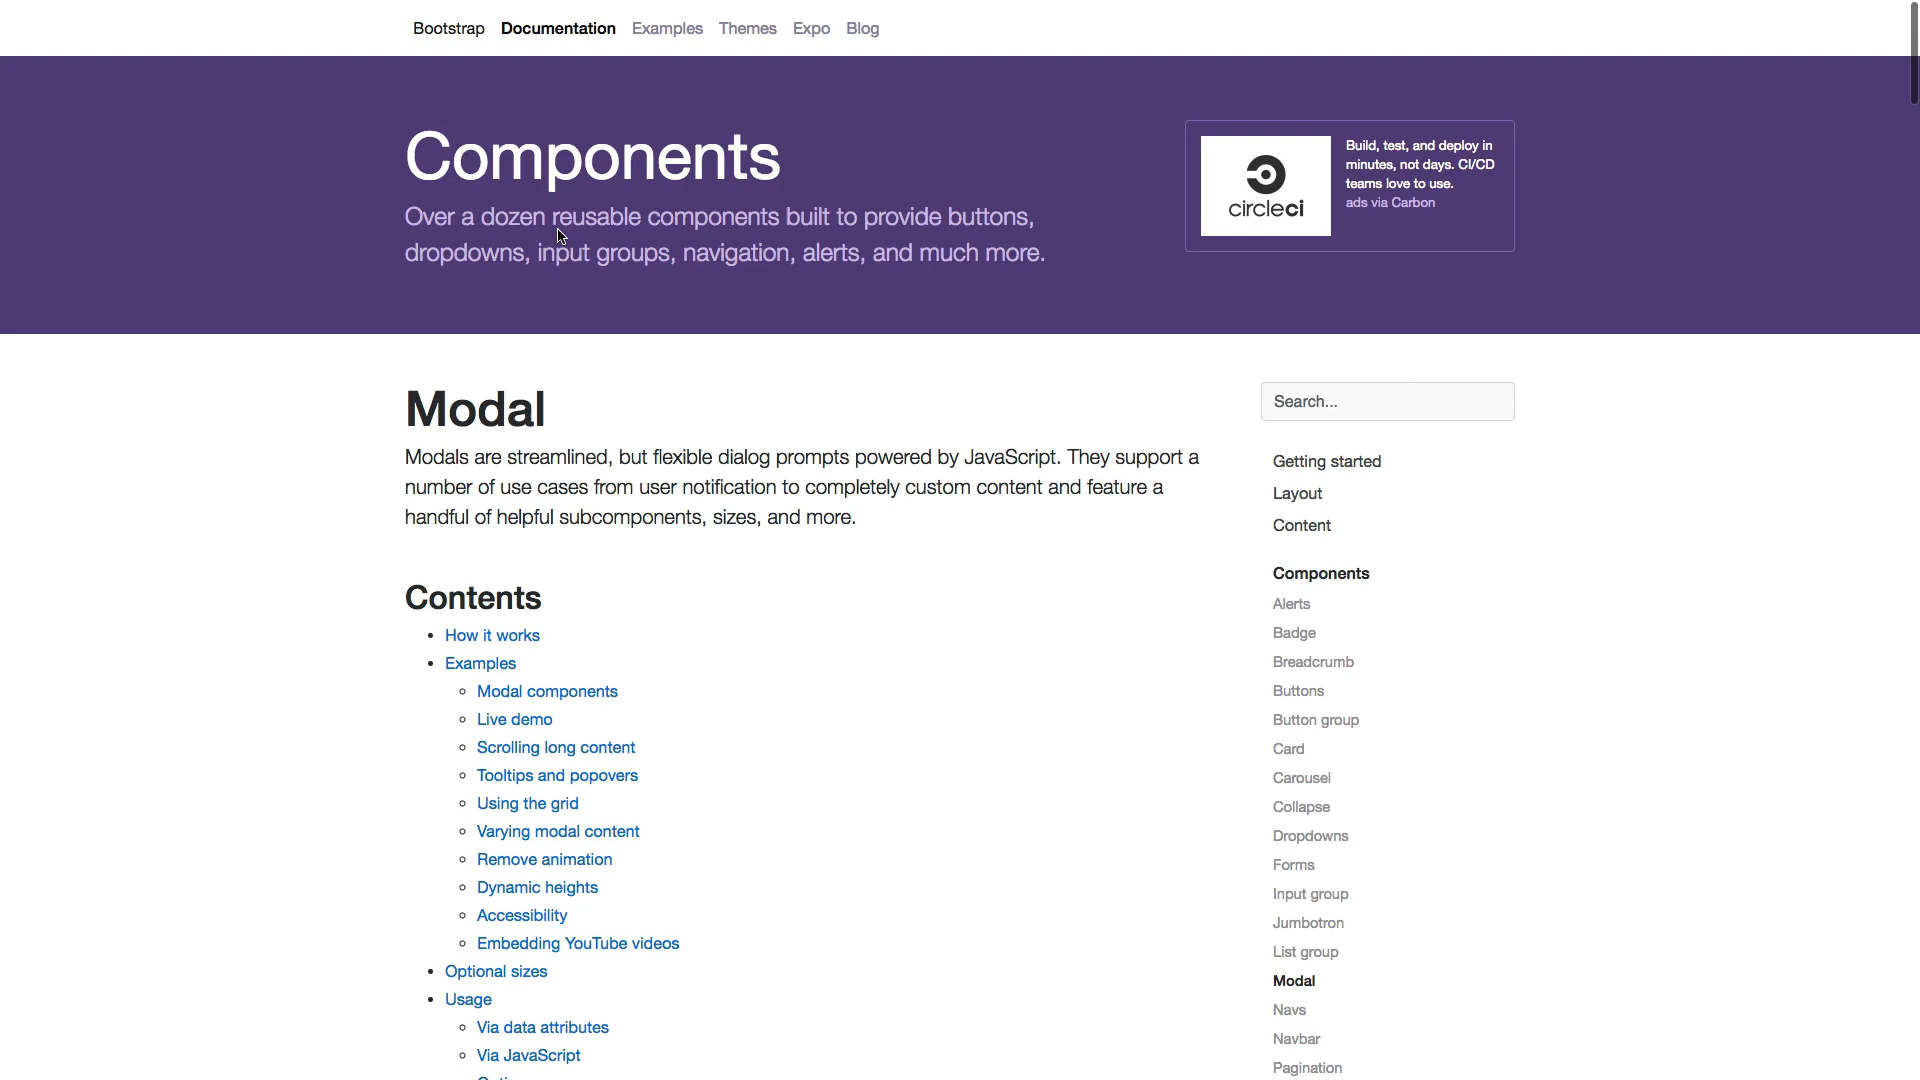 Bootstrap Documentation Examples Themes Expo Blog
Components
Over a dozen reusable components built to provide buttons,
dropdowns, input groups, navigation, alerts, and much more.
circleci
Build, test, and deploy in
minutes, not days. CI/CD
teams love to use.
ads via Carbon
Modal
Modals are streamlined, but flexible dialog prompts powered by JavaScript. They support a
number of use cases from user notification to completely custom content and feature a
handful of helpful subcomponents, sizes, and more.
Contents
How it works
Examples
Modal components
Live demo
Scrolling long content
Tooltips and popovers
Using the grid
Varying modal content
Remove animation
Dynamic heights
Accessibility
Embedding YouTube videos
Optional sizes
Usage
Via data attributes
Via JavaScript
Search...
Getting started
Layout
Content
Components
Alerts
Badge
Breadcrumb
Buttons
Button group
Card
Carousel
Collapse
Dropdowns
Forms
Input group
Jumbotron
List group
Modal
Navs
Navbar
Pagination